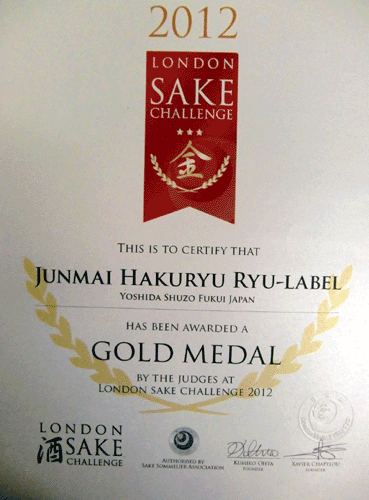 2012
LONDON
SAKE
CHALLENGE
金
THIS IS TO CERTIFY THAT
JUNMAI HAKURYU RYU-LABEL
YOSHIDA SHUZO FUKUI JAPAN
HAS BEEN AWARDED A
GOLD MEDAL
BY THE JUDGES AT
LONDON SAKE CHALLENGE 2012
LONDON
酒SAKE
CHALLENGE
AUTHORISED BY
SAKE SOMMELIER ASSOCIATION
KUMIKO OHTA
FOUNDER
XAVIER CHAPELOU
FOUNDER